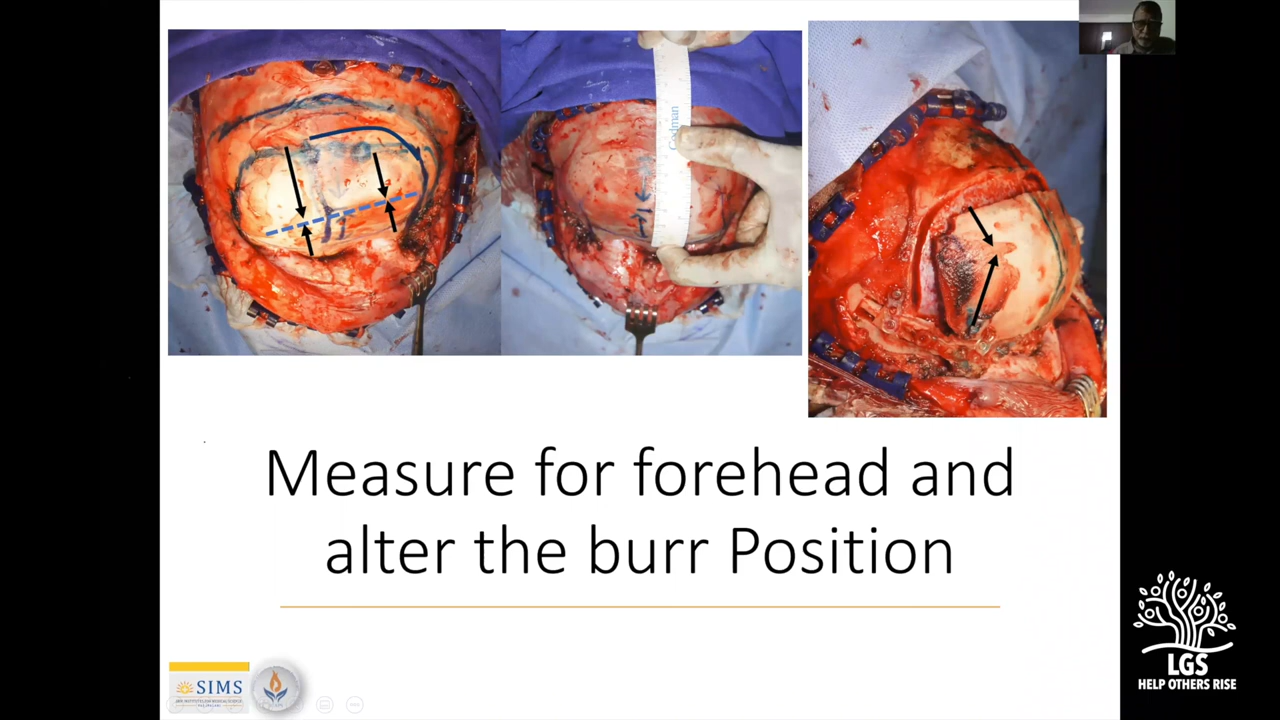 Codman
Measure for forehead and
alter the burr Position
SIMS
LGS
HELP OTHERS RISE